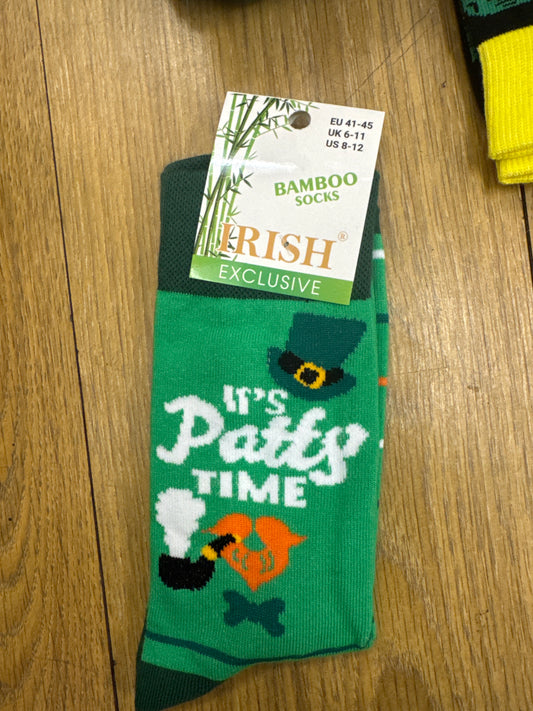 EU 41-45
UK 6-11
US 8-12
BAMBOO
SOCKS
IRISH®
EXCLUSIVE
IT'S
Patty
TIME